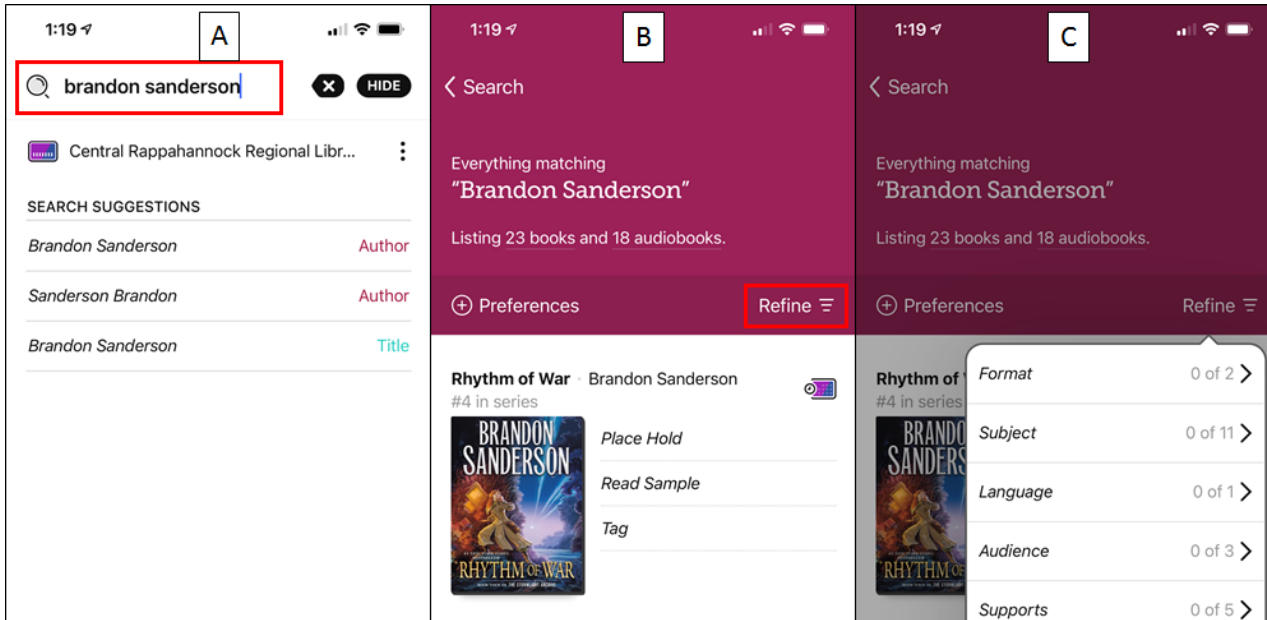 1:19
A
brandon sanderson
HIDE
Central Rappahannock Regional Libr...
SEARCH SUGGESTIONS
Brandon Sanderson Author
Sanderson Brandon Author
Brandon Sanderson Title
1:19
B
Search
Everything matching
“Brandon Sanderson”
Listing 23 books and 18 audiobooks.
Preferences Refine
Rhythm of War · Brandon Sanderson
#4 in series
BRANDON
SANDERSON
RHYTHM OF WAR
Place Hold
Read Sample
Tag
1:19
C
Search
Everything matching
“Brandon Sanderson”
Listing 23 books and 18 audiobooks.
Preferences Refine
Rhythm of
#4 in series
BRANDO
SANDERS
RHYTHM OF
Format 0 of 2
Subject 0 of 11
Language 0 of 1
Audience 0 of 3
Supports 0 of 5